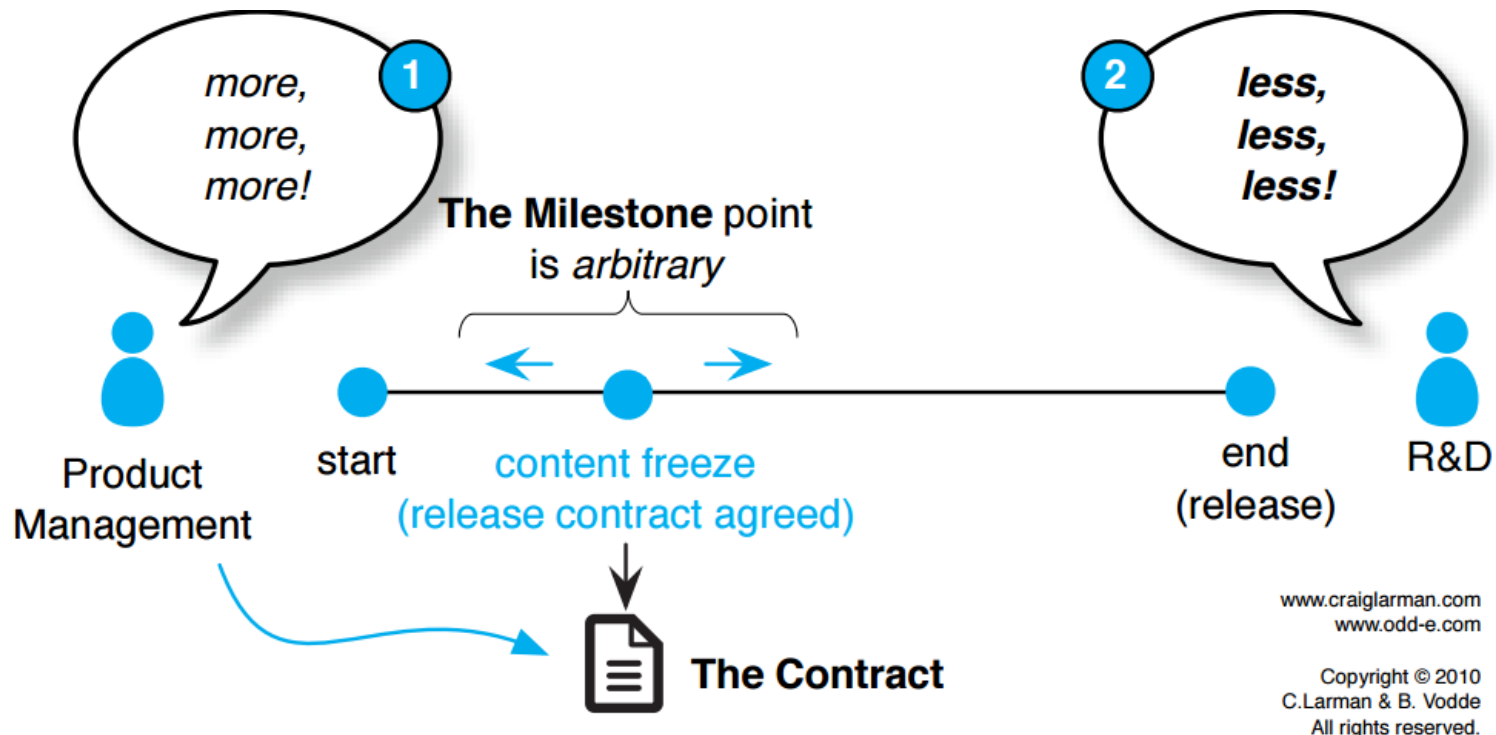 more,
more,
more!
1
2
less,
less,
less!
The Milestone point
is arbitrary
Product
Management
start
content freeze
(release contract agreed)
end
(release)
R&D
The Contract
www.craiglarman.com
www.odd-e.com
Copyright © 2010
C.Larman & B. Vodde
All rights reserved.